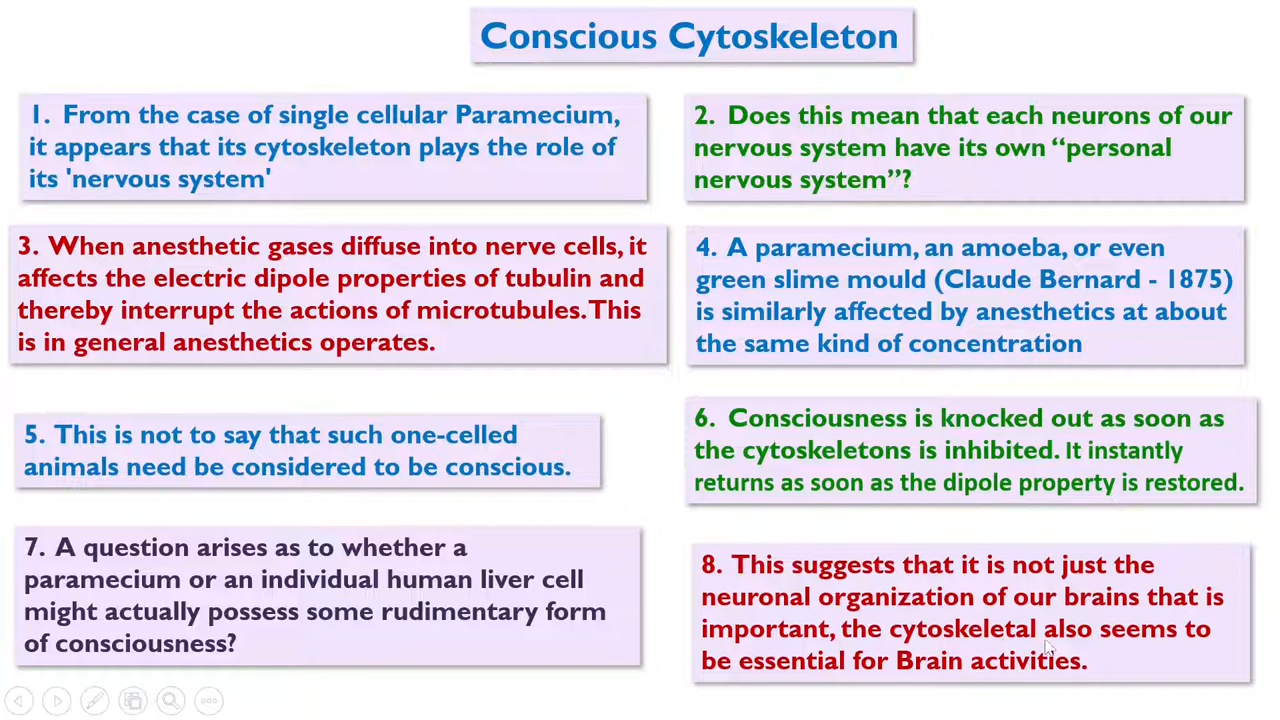 Conscious Cytoskeleton
1. From the case of single cellular Paramecium,
it appears that its cytoskeleton plays the role of
its 'nervous system'
2. Does this mean that each neurons of our
nervous system have its own “personal
nervous system”?
3. When anesthetic gases diffuse into nerve cells, it
affects the electric dipole properties of tubulin and
thereby interrupt the actions of microtubules. This
is in general anesthetics operates.
4. A paramecium, an amoeba, or even
green slime mould (Claude Bernard - 1875)
is similarly affected by anesthetics at about
the same kind of concentration
5. This is not to say that such one-celled
animals need be considered to be conscious.
6. Consciousness is knocked out as soon as
the cytoskeletons is inhibited. It instantly
returns as soon as the dipole property is restored.
7. A question arises as to whether a
paramecium or an individual human liver cell
might actually possess some rudimentary form
of consciousness?
8. This suggests that it is not just the
neuronal organization of our brains that is
important, the cytoskeletal also seems to
be essential for Brain activities.